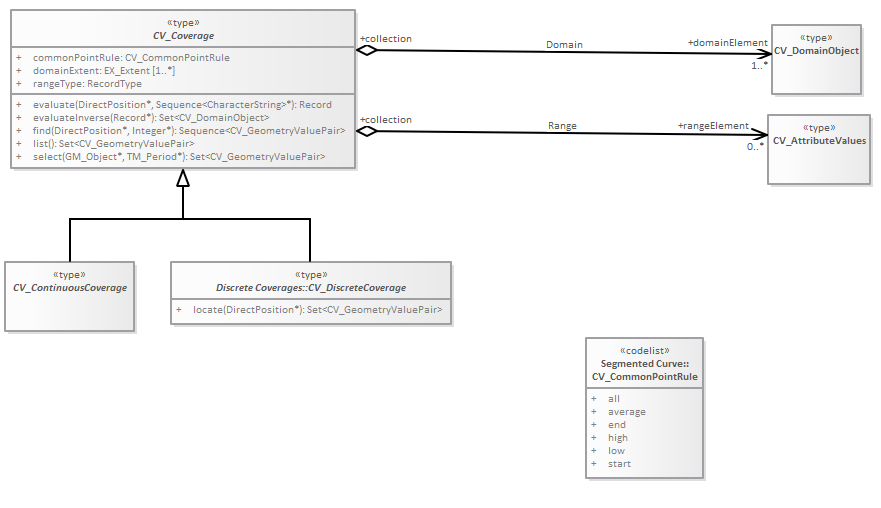 «type»
CV_Coverage
+ commonPointRule: CV_CommonPointRule
+ domainExtent: EX_Extent [1..*]
+ rangeType: RecordType
+ evaluate(DirectPosition*, Sequence<CharacterString>*): Record
+ evaluateInverse(Record*): Set<CV_DomainObject>
+ find(DirectPosition*, Integer*): Sequence<CV_GeometryValuePair>
+ list(): Set<CV_GeometryValuePair>
+ select(GM_Object*, TM_Period*): Set<CV_GeometryValuePair>
+collection
Domain
+domainElement
1..*
«type»
CV_DomainObject
+collection
Range
+rangeElement
0..*
«type»
CV_AttributeValues
«type»
CV_ContinuousCoverage
«type»
Discrete Coverages::CV_DiscreteCoverage
+ locate(DirectPosition*): Set<CV_GeometryValuePair>
«codelist»
Segmented Curve::
CV_CommonPointRule
+ all
+ average
+ end
+ high
+ low
+ start